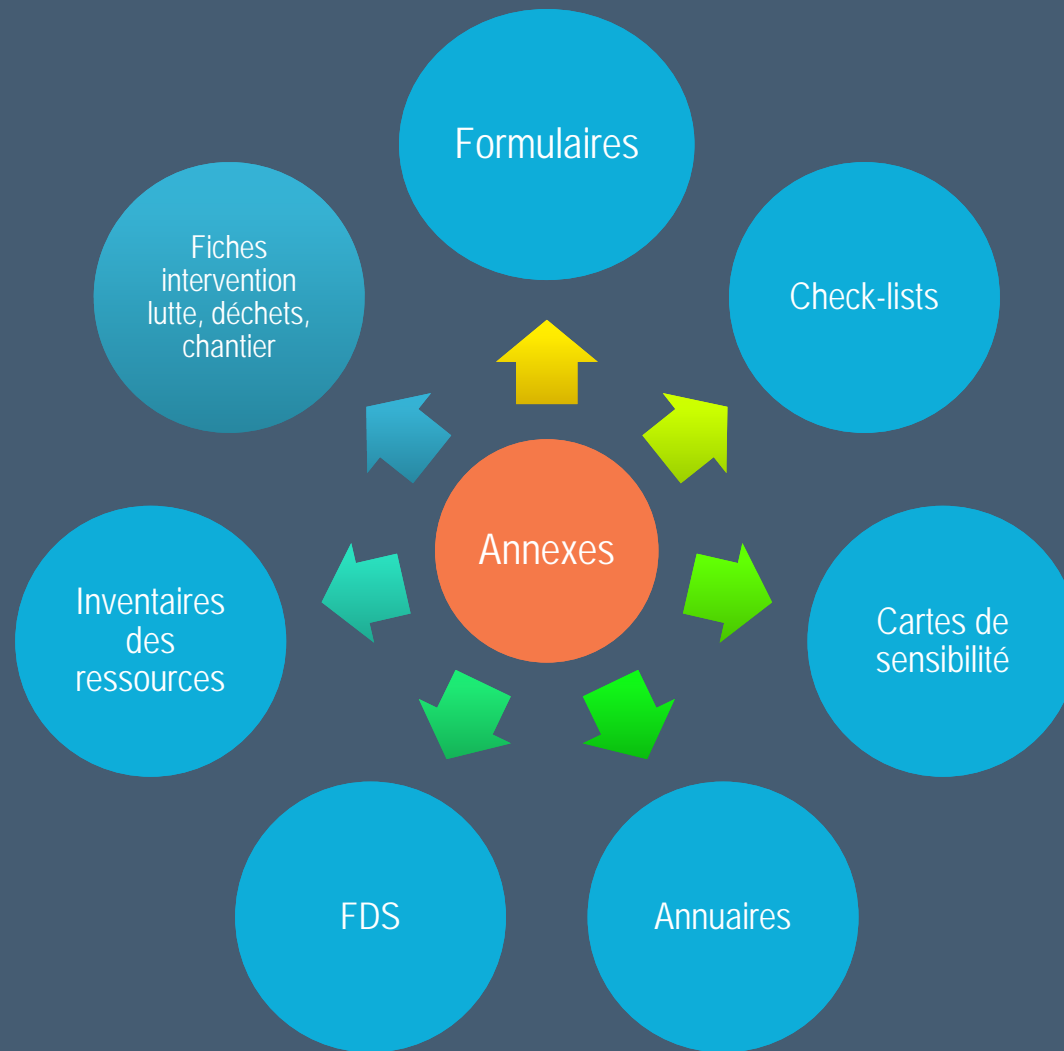 Formulaires
Fiches
intervention
lutte, déchets,
chantier
Check-lists
Annexes
Inventaires
des
ressources
Cartes de
sensibilité
FDS
Annuaires